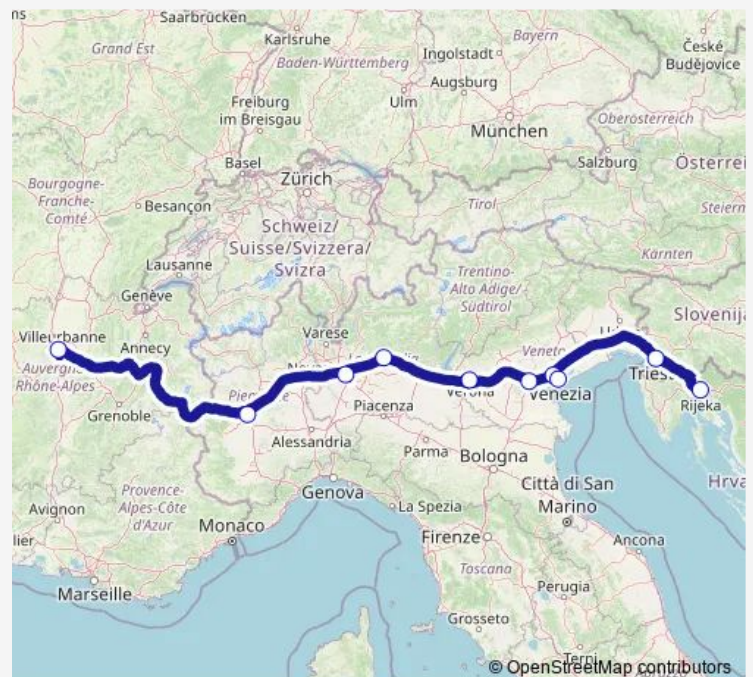 ns
Saarbrücken
Karlsruhe
Grand Est
Bayern
Ingolstadt
České
Budějovice
Baden-Württemberg
Augsburg
Ulm
Freiburg
im Breisgau
München
Oberösterreich
Basel
Zürich
Salzburg
Österrei
Bourgogne-
Franche-
Comté
Besançon
Tirol
Steierm
Schweiz/
Suisse/Svizzera/
Svizra
Lausanne
Kärnten
Trentino-
Alto Adige/
Südtirol
Genève
Slovenija
Varese
Villeurbanne
Annecy
Veneto
Auvergne
Rhône-Alpes
Verona
Venezia
Triest
Rijeka
Grenoble
Piacenza
Alessandria
Parma
Bologna
Genova
Città di San
Marino
Hrva
Provence-
Alpes-Côte
d'Azur
La Spezia
Avignon
Monaco
lier
Firenze
Ancona
Toscana
Marseille
Perugia
Grosseto
Terni
© OpenStreetMap contributors